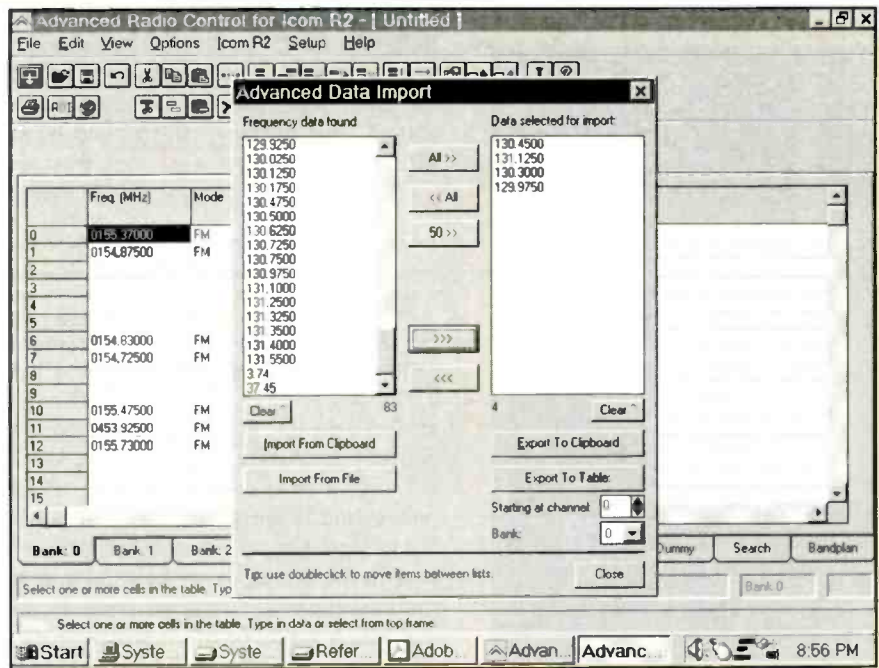 Advanced Radio Control for Icom R2 - [ Untitled ]
File Edit View Options Icom R2 Setup Help
Advanced Data Import
Frequency data found
Data selected for import:
129.9250
130.0250
130.1250
130.1750
130.4750
130.5000
130.6250
130.7250
130.7500
130.9750
131.1000
131.2500
131.3250
131.3500
131.4000
131.5500
3.74
37.45
All >>
<< All
50 >>
>>>
<<<
130.4500
131.1250
130.3000
129.9750
Clear ^
83
4
Clear ^
Import From Clipboard
Export To Clipboard
Import From File
Export To Table:
Starting at channel: 0
Bank: 0
Tip: use doubleclick to move items between lists.
Close
Freq. (MHz) Mode
0 0155.37000 FM
1 0154.87500 FM
2
3
4
5
6 0154.83000 FM
7 0154.72500 FM
8
9
10 0155.47500 FM
11 0453.92500 FM
12 0155.73000 FM
13
14
15
Bank: 0 Bank: 1 Bank: 2 Dummy Search Bandplan
Select one or more cells in the table. Typ
Bank: 0
Select one or more cells in the table. Type in data or select from top frame.
Start Syste Syste Refer... Adob... Advan... Advanc... 8:56 PM